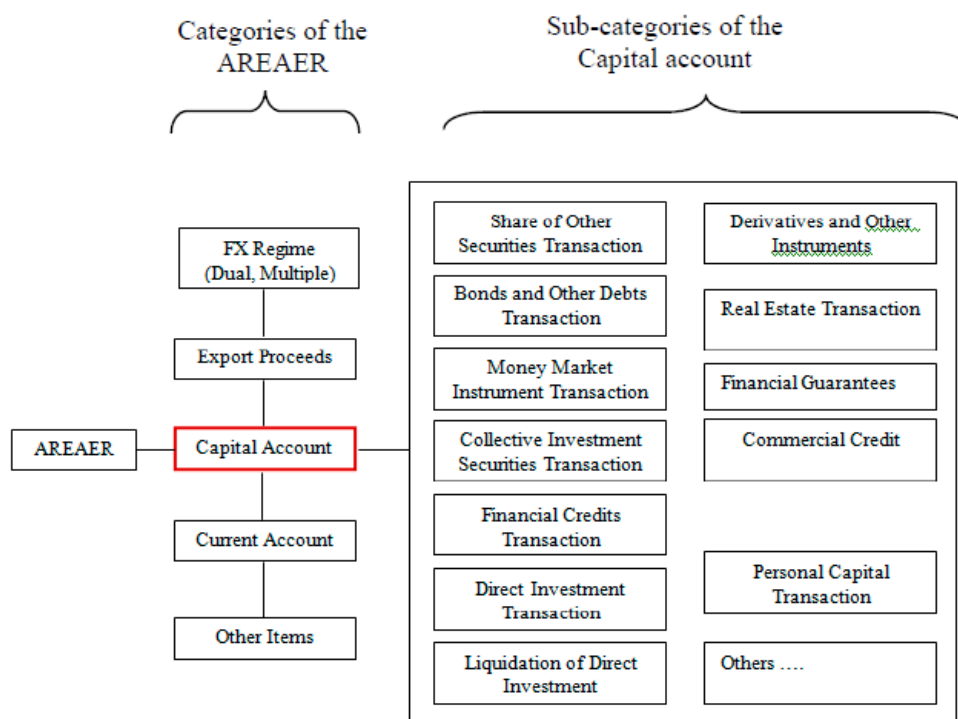 Categories of the
AREAER
Sub-categories of the
Capital account
AREAER
FX Regime
(Dual, Multiple)
Export Proceeds
Capital Account
Current Account
Other Items
Share of Other
Securities Transaction
Bonds and Other Debts
Transaction
Money Market
Instrument Transaction
Collective Investment
Securities Transaction
Financial Credits
Transaction
Direct Investment
Transaction
Liquidation of Direct
Investment
Derivatives and Other
Instruments
Real Estate Transaction
Financial Guarantees
Commercial Credit
Personal Capital
Transaction
Others ....